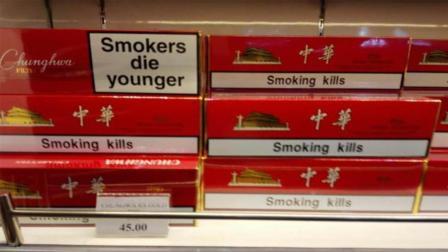 Chunghwa
Smokers
die
younger
中華
Smoking kills
中華
Smoking kills
中華
Smoking kills
CHUNGHWA
中華
中華
Smoking kills
Smoking
45.00